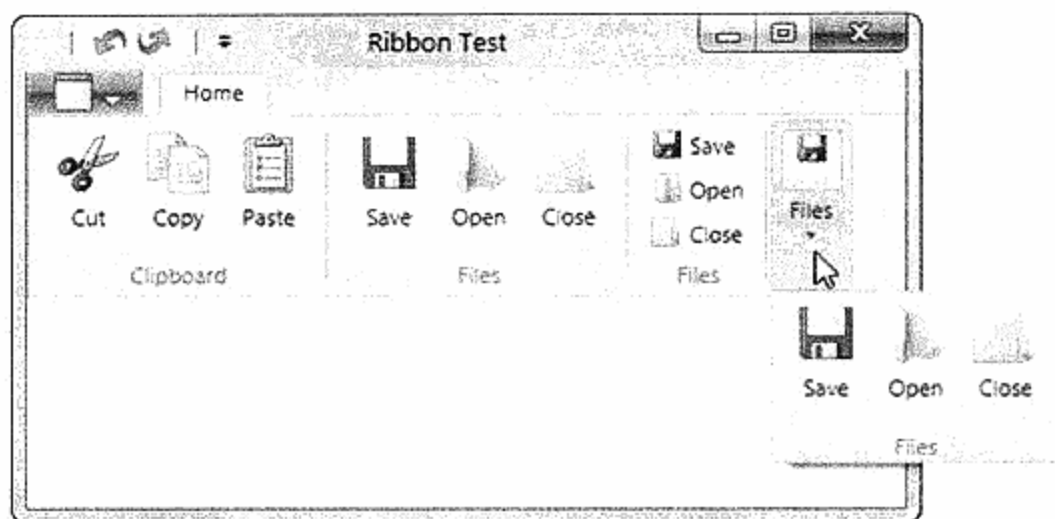 Ribbon Test
Home
Cut Copy Paste
Clipboard
Save Open Close
Files
Save
Open
Close
Files
Files
Save Open Close
Files